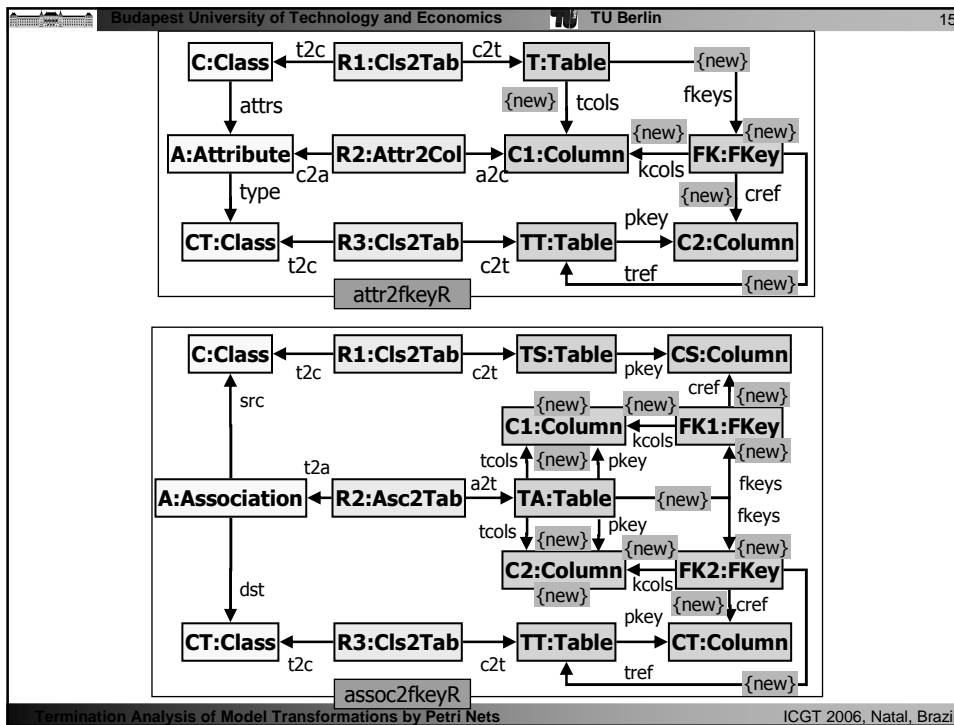 Budapest University of Technology and Economics TU Berlin 15
t2c c2t {new}
C:Class R1:Cls2Tab T:Table
attrs {new} tcols fkeys
{new} {new}
A:Attribute R2:Attr2Col C1:Column FK:FKey
c2a a2c kcols
type {new} cref
pkey
CT:Class R3:Cls2Tab TT:Table C2:Column
t2c c2t tref {new}
attr2fkeyR
C:Class R1:Cls2Tab TS:Table CS:Column
t2c c2t pkey
src cref {new}
{new} {new}
C1:Column FK1:FKey
kcols
tcols {new} pkey {new}
t2a a2t fkeys
A:Association R2:Asc2Tab TA:Table {new}
fkeys
tcols pkey
{new} {new} {new}
C2:Column FK2:FKey
kcols
dst {new} {new} cref
pkey
CT:Class R3:Cls2Tab TT:Table CT:Column
t2c c2t tref {new}
assoc2fkeyR
Termination Analysis of Model Transformations by Petri Nets ICGT 2006, Natal, Brazi